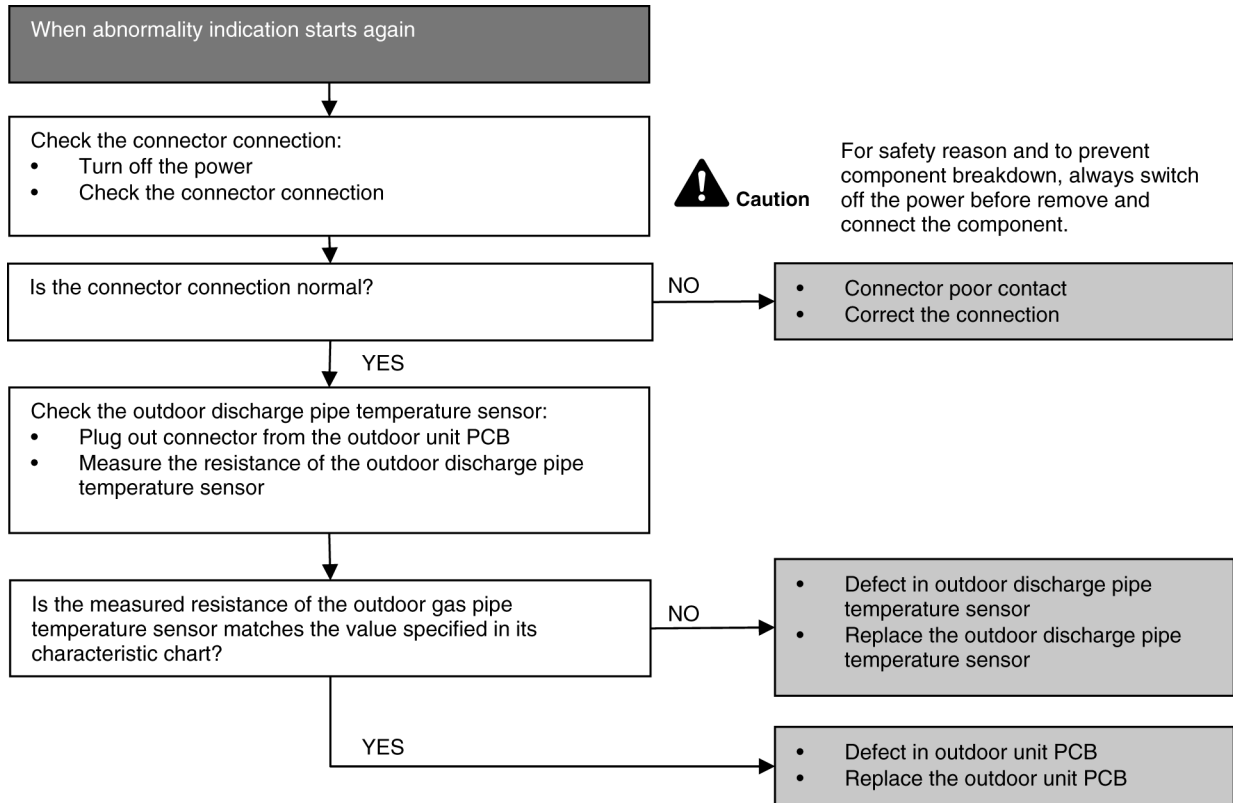 When abnormality indication starts again
Check the connector connection:
• Turn off the power
• Check the connector connection
Caution
For safety reason and to prevent
component breakdown, always switch
off the power before remove and
connect the component.
Is the connector connection normal?
NO
• Connector poor contact
• Correct the connection
YES
Check the outdoor discharge pipe temperature sensor:
• Plug out connector from the outdoor unit PCB
• Measure the resistance of the outdoor discharge pipe
temperature sensor
Is the measured resistance of the outdoor gas pipe
temperature sensor matches the value specified in its
characteristic chart?
NO
• Defect in outdoor discharge pipe
temperature sensor
• Replace the outdoor discharge pipe
temperature sensor
YES
• Defect in outdoor unit PCB
• Replace the outdoor unit PCB